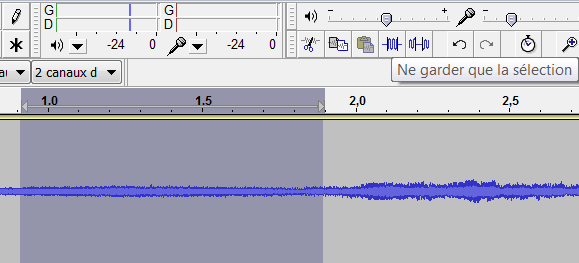 G
D
-24 0
-24 0
au
2 canaux d
Ne garder que la sélection
1.0 1.5 2,0 2,5